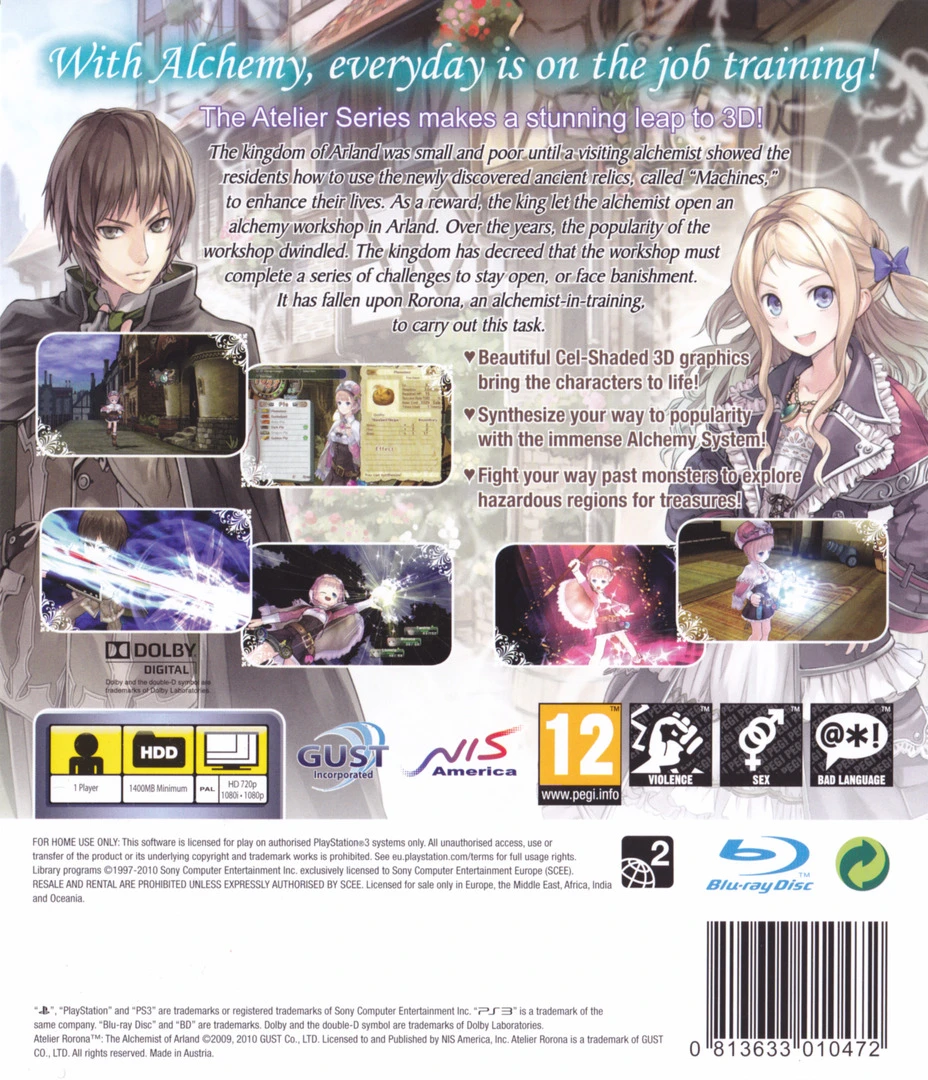 With Alchemy, everyday is on the job training!
The Atelier Series makes a stunning leap to 3D!
The kingdom of Arland was small and poor until a visiting alchemist showed the
residents how to use the newly discovered ancient relics, called “Machines,”
to enhance their lives. As a reward, the king let the alchemist open an
alchemy workshop in Arland. Over the years, the popularity of the
workshop dwindled. The kingdom has decreed that the workshop must
complete a series of challenges to stay open, or face banishment.
It has fallen upon Rorona, an alchemist-in-training,
to carry out this task.
♥Beautiful Cel-Shaded 3D graphics
bring the characters to life!
♥Synthesize your way to popularity
with the immense Alchemy System!
♥Fight your way past monsters to explore
hazardous regions for treasures!
Pie
DOLBY
DIGITAL
Dolby and the double-D symbol are
trademarks of Dolby Laboratories.
1 Player
HDD
1400MB Minimum
PAL
HD 720p
1080i • 1080p
GUST
Incorporated
NIS
America
12™
www.pegi.info
VIOLENCE
SEX
@*!
BAD LANGUAGE
FOR HOME USE ONLY: This software is licensed for play on authorised PlayStation®3 systems only. All unauthorised access, use or
transfer of the product or its underlying copyright and trademark works is prohibited. See eu.playstation.com/terms for full usage rights.
Library programs ©1997-2010 Sony Computer Entertainment Inc. exclusively licensed to Sony Computer Entertainment Europe (SCEE).
RESALE AND RENTAL ARE PROHIBITED UNLESS EXPRESSLY AUTHORISED BY SCEE. Licensed for sale only in Europe, the Middle East, Africa, India
and Oceania.
2
Blu-ray Disc™
“ ”, “PlayStation” and “PS3” are trademarks or registered trademarks of Sony Computer Entertainment Inc. “PS3” is a trademark of the
same company. “Blu-ray Disc” and “BD” are trademarks. Dolby and the double-D symbol are trademarks of Dolby Laboratories.
Atelier Rorona™: The Alchemist of Arland ©2009, 2010 GUST Co., LTD. Licensed to and Published by NIS America, Inc. Atelier Rorona is a trademark of GUST
CO., LTD. All rights reserved. Made in Austria.
0 813633 010472